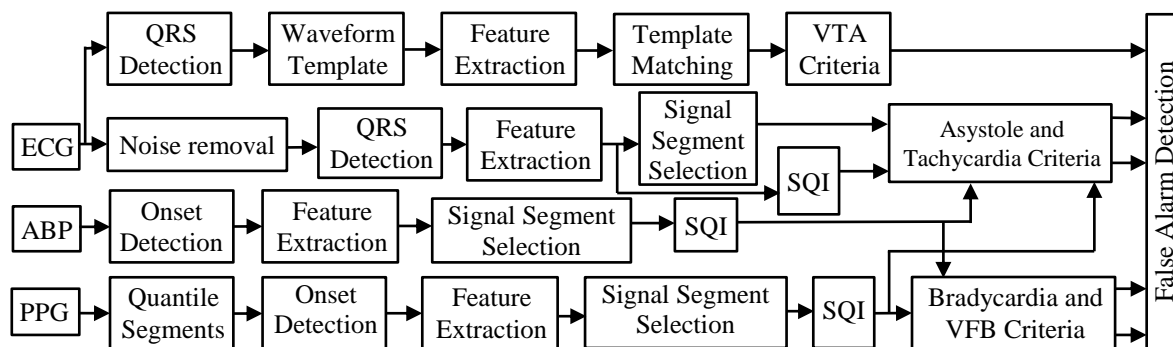 QRS
Detection
Waveform
Template
Feature
Extraction
Template
Matching
VTA
Criteria
ECG
Noise removal
QRS
Detection
Feature
Extraction
Signal
Segment
Selection
SQI
Asystole and
Tachycardia Criteria
ABP
Onset
Detection
Feature
Extraction
Signal Segment
Selection
SQI
PPG
Quantile
Segments
Onset
Detection
Feature
Extraction
Signal Segment
Selection
SQI
Bradycardia and
VFB Criteria
False Alarm Detection